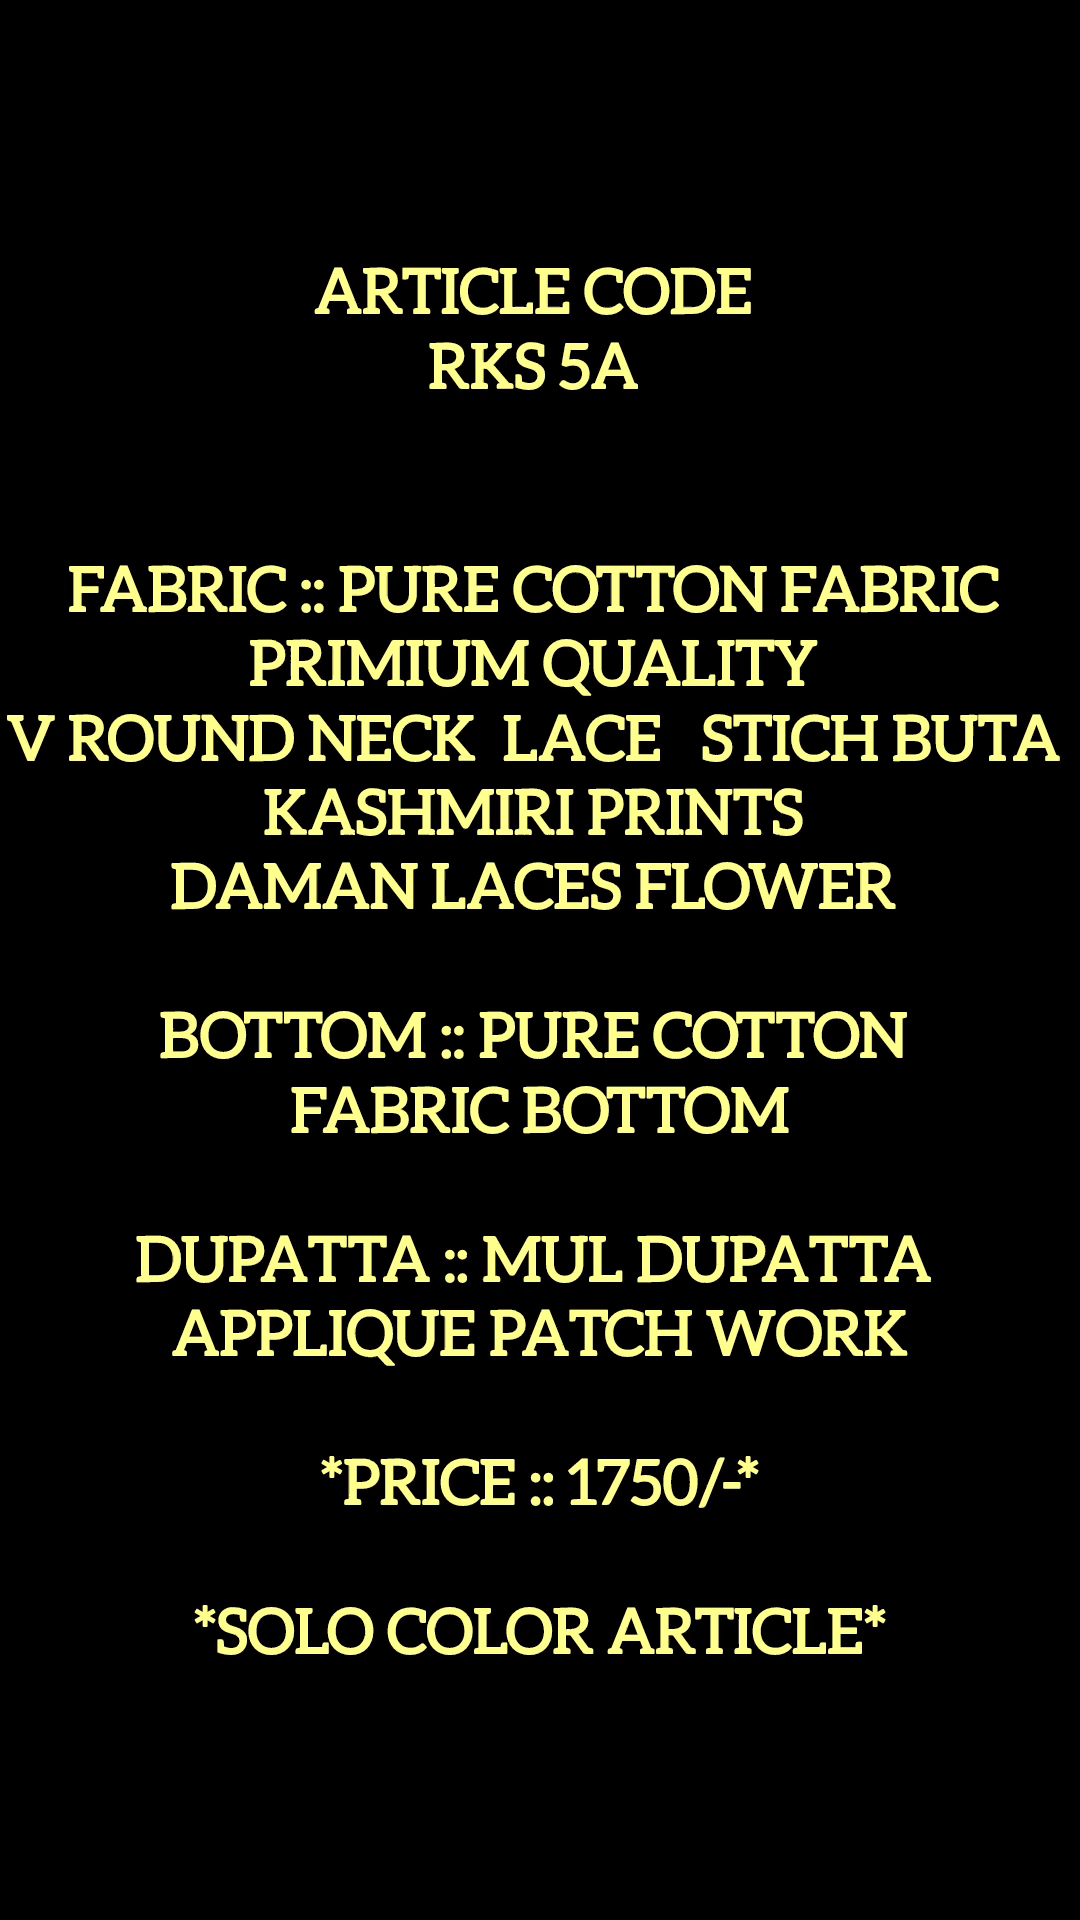 ARTICLE CODE
RKS 5A
FABRIC :: PURE COTTON FABRIC
PRIMIUM QUALITY
V ROUND NECK  LACE   STICH BUTA
KASHMIRI PRINTS
DAMAN LACES FLOWER
BOTTOM :: PURE COTTON
FABRIC BOTTOM
DUPATTA :: MUL DUPATTA
APPLIQUE PATCH WORK
*PRICE :: 1750/-*
*SOLO COLOR ARTICLE*